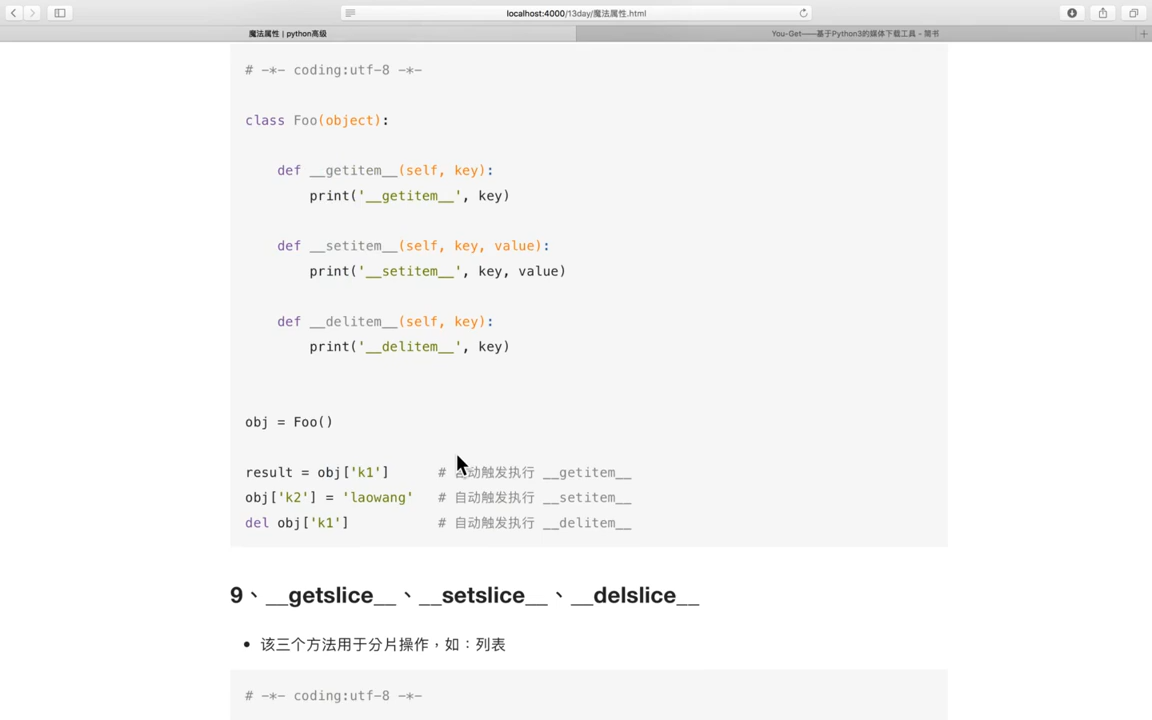 localhost:4000/13day/魔法属性.html
魔法属性 | python高级
You-Get——基于Python3的媒体下载工具 - 简书
# -*- coding:utf-8 -*-
class Foo(object):
def __getitem__(self, key):
print('__getitem__', key)
def __setitem__(self, key, value):
print('__setitem__', key, value)
def __delitem__(self, key):
print('__delitem__', key)
obj = Foo()
result = obj['k1'] # 自动触发执行 __getitem__
obj['k2'] = 'laowang' # 自动触发执行 __setitem__
del obj['k1'] # 自动触发执行 __delitem__
9、__getslice__、__setslice__、__delslice__
• 该三个方法用于分片操作，如：列表
# -*- coding:utf-8 -*-